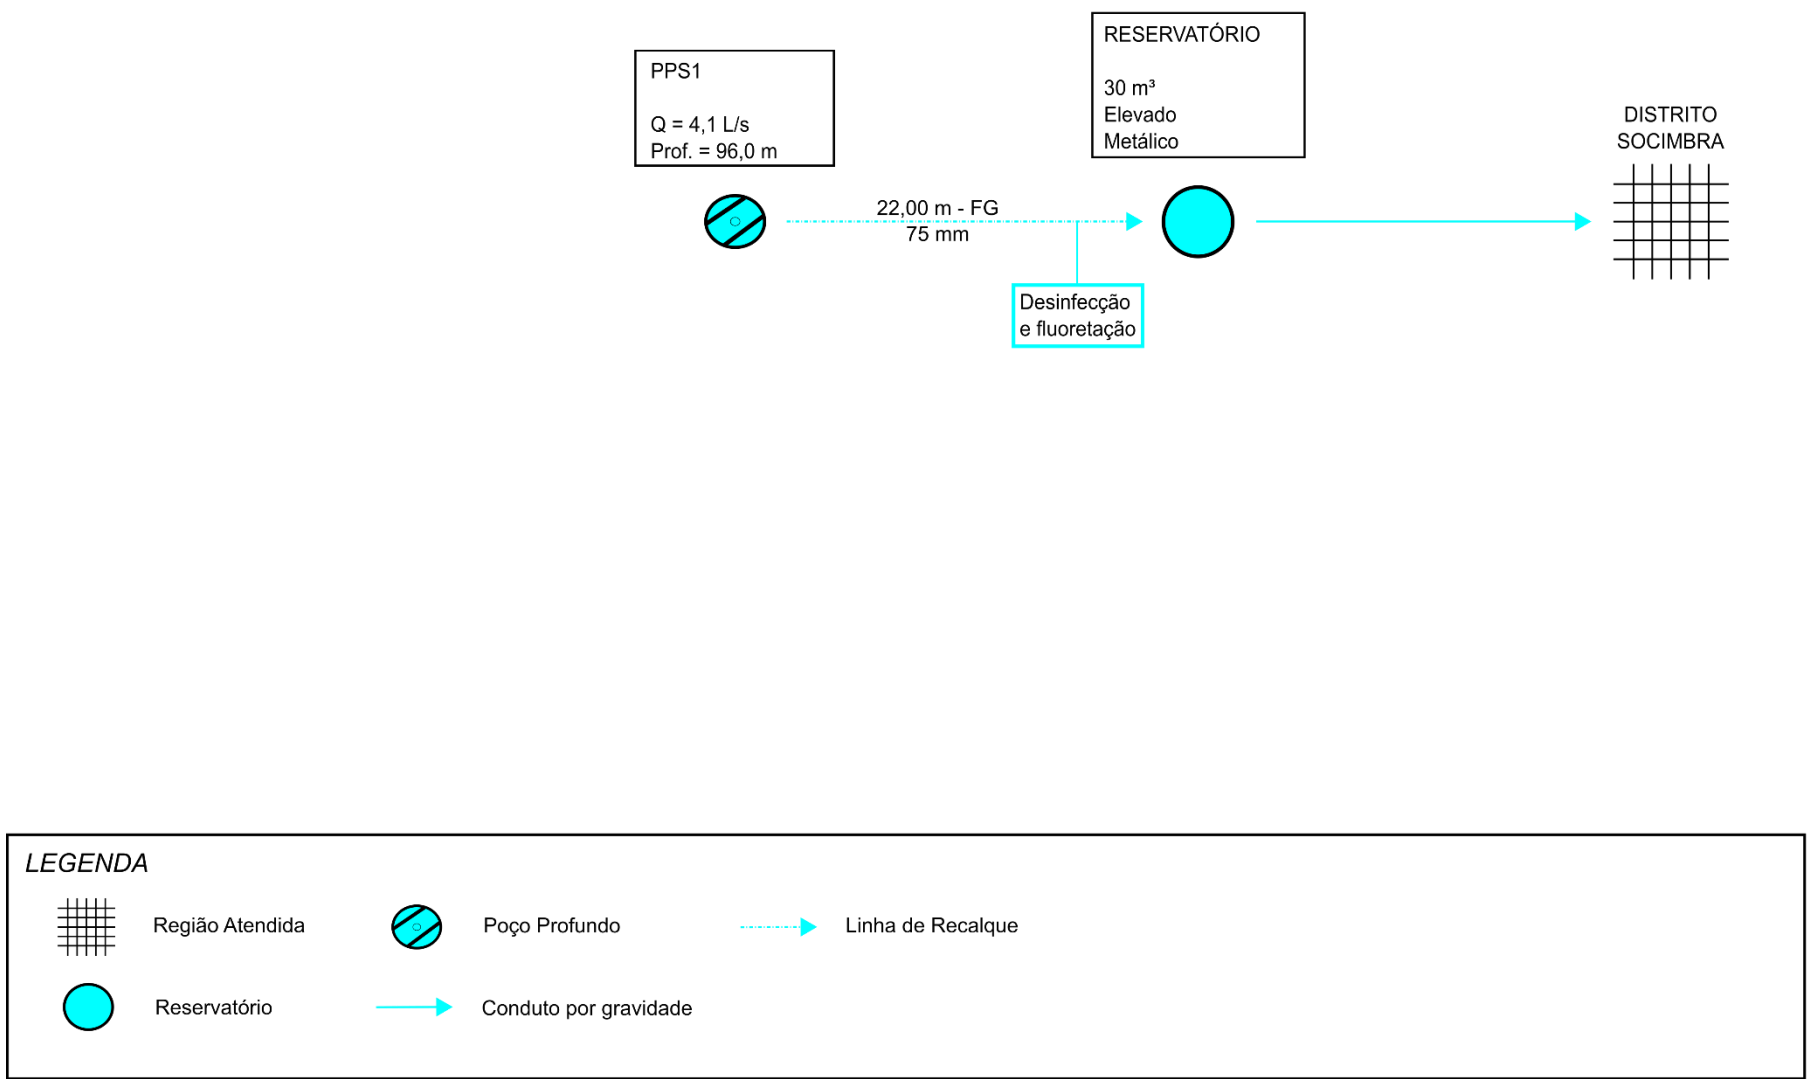 PPS1
Q = 4,1 L/s
Prof. = 96,0 m
RESERVATÓRIO
30 m³
Elevado
Metálico
DISTRITO
SOCIMBRA
22,00 m - FG
75 mm
Desinfecção
e fluoretação
LEGENDA
Região Atendida
Poço Profundo
Linha de Recalque
Reservatório
Conduto por gravidade